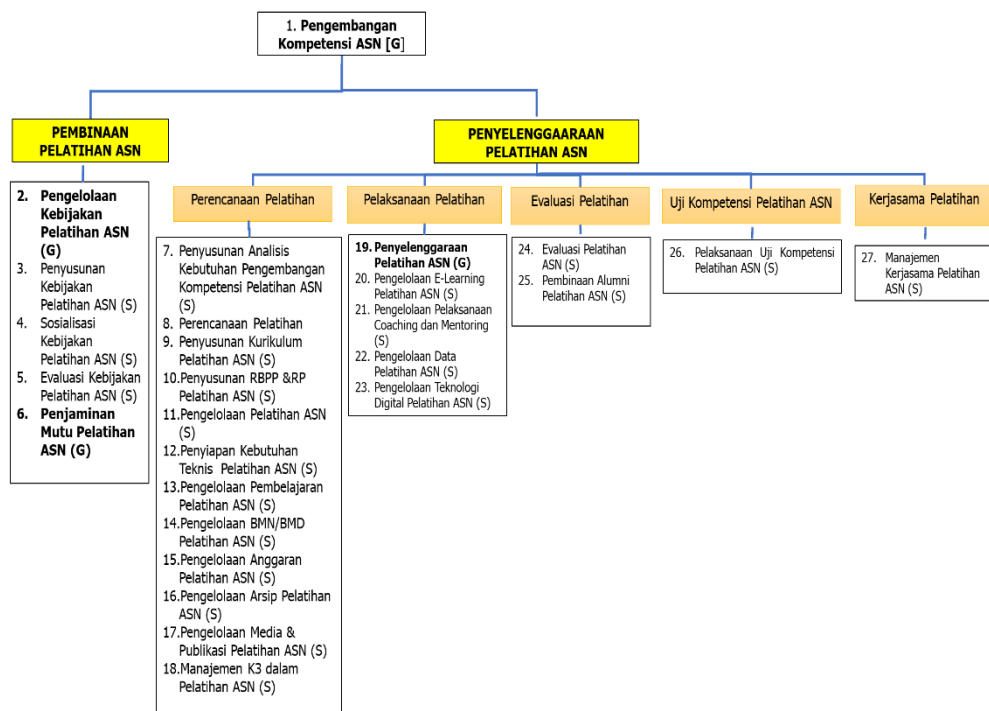 1. Pengembangan
Kompetensi ASN [G]
PEMBINAAN
PELATIHAN ASN
PENYELENGGAARAAN
PELATIHAN ASN
2. Pengelolaan
Kebijakan
Pelatihan ASN
(G)
3. Penyusunan
Kebijakan
Pelatihan ASN (S)
4. Sosialisasi
Kebijakan
Pelatihan ASN (S)
5. Evaluasi Kebijakan
Pelatihan ASN (S)
6. Penjaminan
Mutu Pelatihan
ASN (G)
Perencanaan Pelatihan
7. Penyusunan Analisis
Kebutuhan Pengembangan
Kompetensi Pelatihan ASN
(S)
8. Perencanaan Pelatihan
9. Penyusunan Kurikulum
Pelatihan ASN (S)
10.Penyusunan RBPP &RP
Pelatihan ASN (S)
11.Pengelolaan Pelatihan ASN
(S)
12.Penyiapan Kebutuhan
Teknis Pelatihan ASN (S)
13.Pengelolaan Pembelajaran
Pelatihan ASN (S)
14.Pengelolaan BMN/BMD
Pelatihan ASN (S)
15.Pengelolaan Anggaran
Pelatihan ASN (S)
16.Pengelolaan Arsip Pelatihan
ASN (S)
17.Pengelolaan Media &
Publikasi Pelatihan ASN (S)
18.Manajemen K3 dalam
Pelatihan ASN (S)
Pelaksanaan Pelatihan
19. Penyelenggaraan
Pelatihan ASN (G)
20. Pengelolaan E-Learning
Pelatihan ASN (S)
21. Pengelolaan Pelaksanaan
Coaching dan Mentoring
(S)
22. Pengelolaan Data
Pelatihan ASN (S)
23. Pengelolaan Teknologi
Digital Pelatihan ASN (S)
Evaluasi Pelatihan
24. Evaluasi Pelatihan
ASN (S)
25. Pembinaan Alumni
Pelatihan ASN (S)
Uji Kompetensi Pelatihan ASN
26. Pelaksanaan Uji Kompetensi
Pelatihan ASN (S)
Kerjasama Pelatihan
27. Manajemen
Kerjasama Pelatihan
ASN (S)